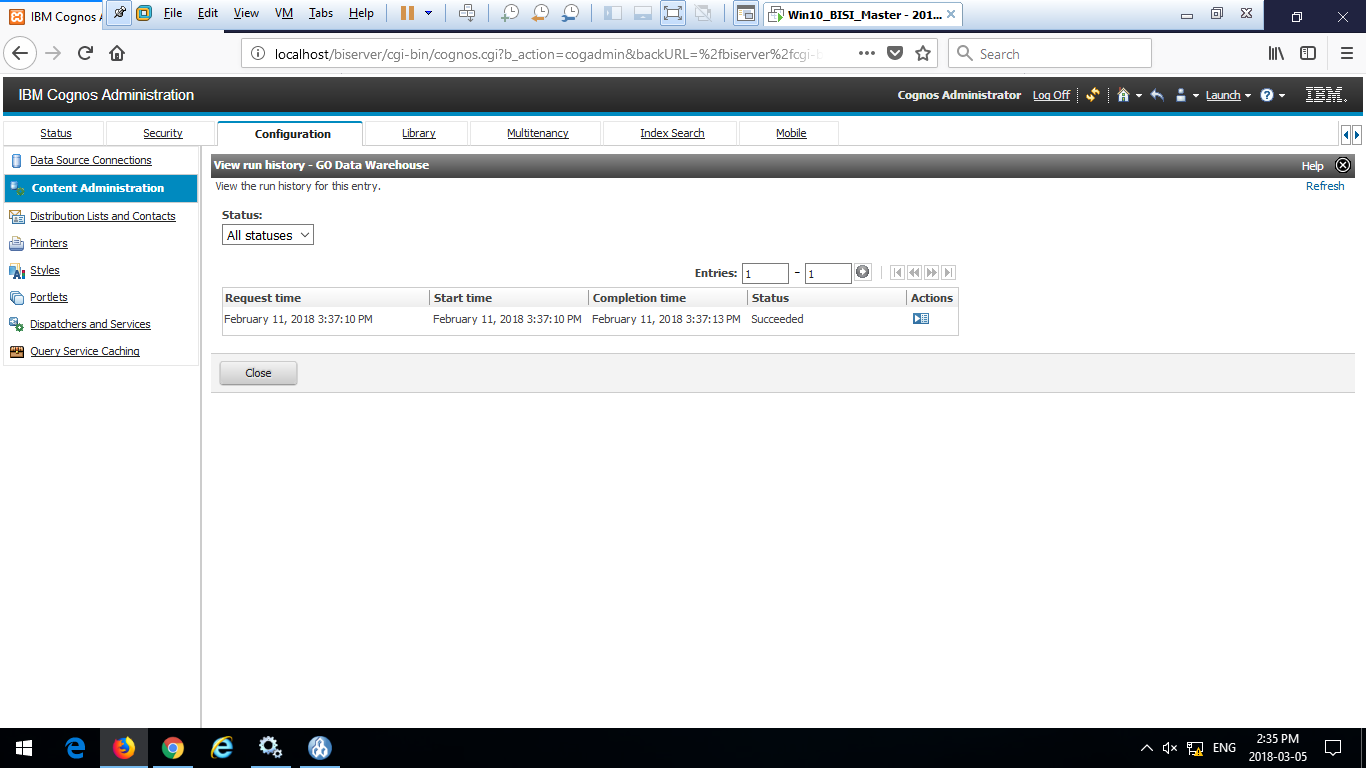 IBM Cognos A
File Edit View VM Tabs Help
Win10_BISI_Master - 201...
localhost/biserver/cgi-bin/cognos.cgi?b_action=cogadmin&backURL=%2fbiserver%2fcgi-b
Search
IBM Cognos Administration
Cognos Administrator Log Off Launch IBM.
Status Security Configuration Library Multitenancy Index Search Mobile
Data Source Connections
Content Administration
Distribution Lists and Contacts
Printers
Styles
Portlets
Dispatchers and Services
Query Service Caching
View run history - GO Data Warehouse Help
View the run history for this entry. Refresh
Status:
All statuses
Entries: 1 - 1
Request time Start time Completion time Status Actions
February 11, 2018 3:37:10 PM February 11, 2018 3:37:10 PM February 11, 2018 3:37:13 PM Succeeded
Close
ENG
2:35 PM
2018-03-05